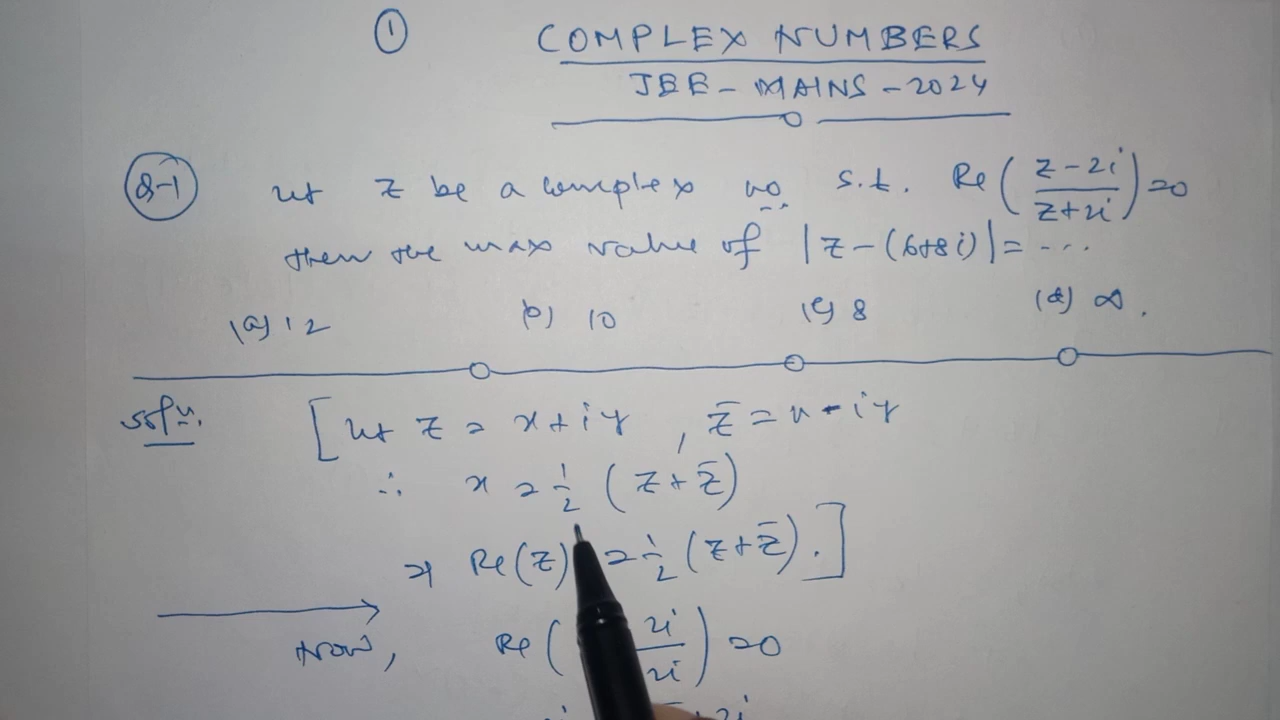 ①
COMPLEX NUMBERS
JEE - MAINS - 2024
Q-1 Let z be a complex no s.t. Re((z-2i)/(z+2i)) = 0
then the max value of |z-(6+8i)| = ...
(a) 12 (b) 10 (c) 8 (d) ∞.
Soln. [Let z = x+iy, z̄ = x-iy
∴ x = 1/2 (z+z̄)
⇒ Re(z) = 1/2 (z+z̄).]
Now, Re( 2i/2i) = 0